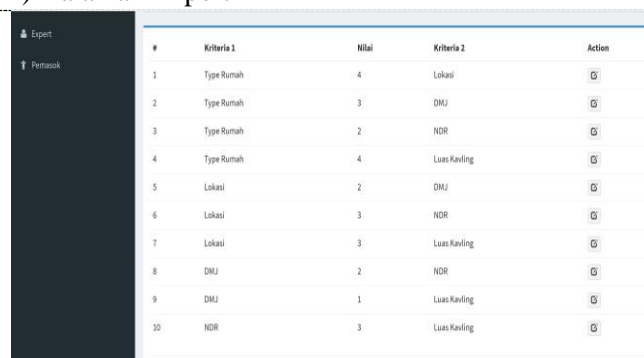 Expert
Pemasok
# Kriteria 1 Nilai Kriteria 2 Action
1 Type Rumah 4 Lokasi
2 Type Rumah 3 DMJ
3 Type Rumah 2 NDR
4 Type Rumah 4 Luas Kavling
5 Lokasi 2 DMJ
6 Lokasi 3 NDR
7 Lokasi 3 Luas Kavling
8 DMJ 2 NDR
9 DMJ 1 Luas Kavling
10 NDR 3 Luas Kavling